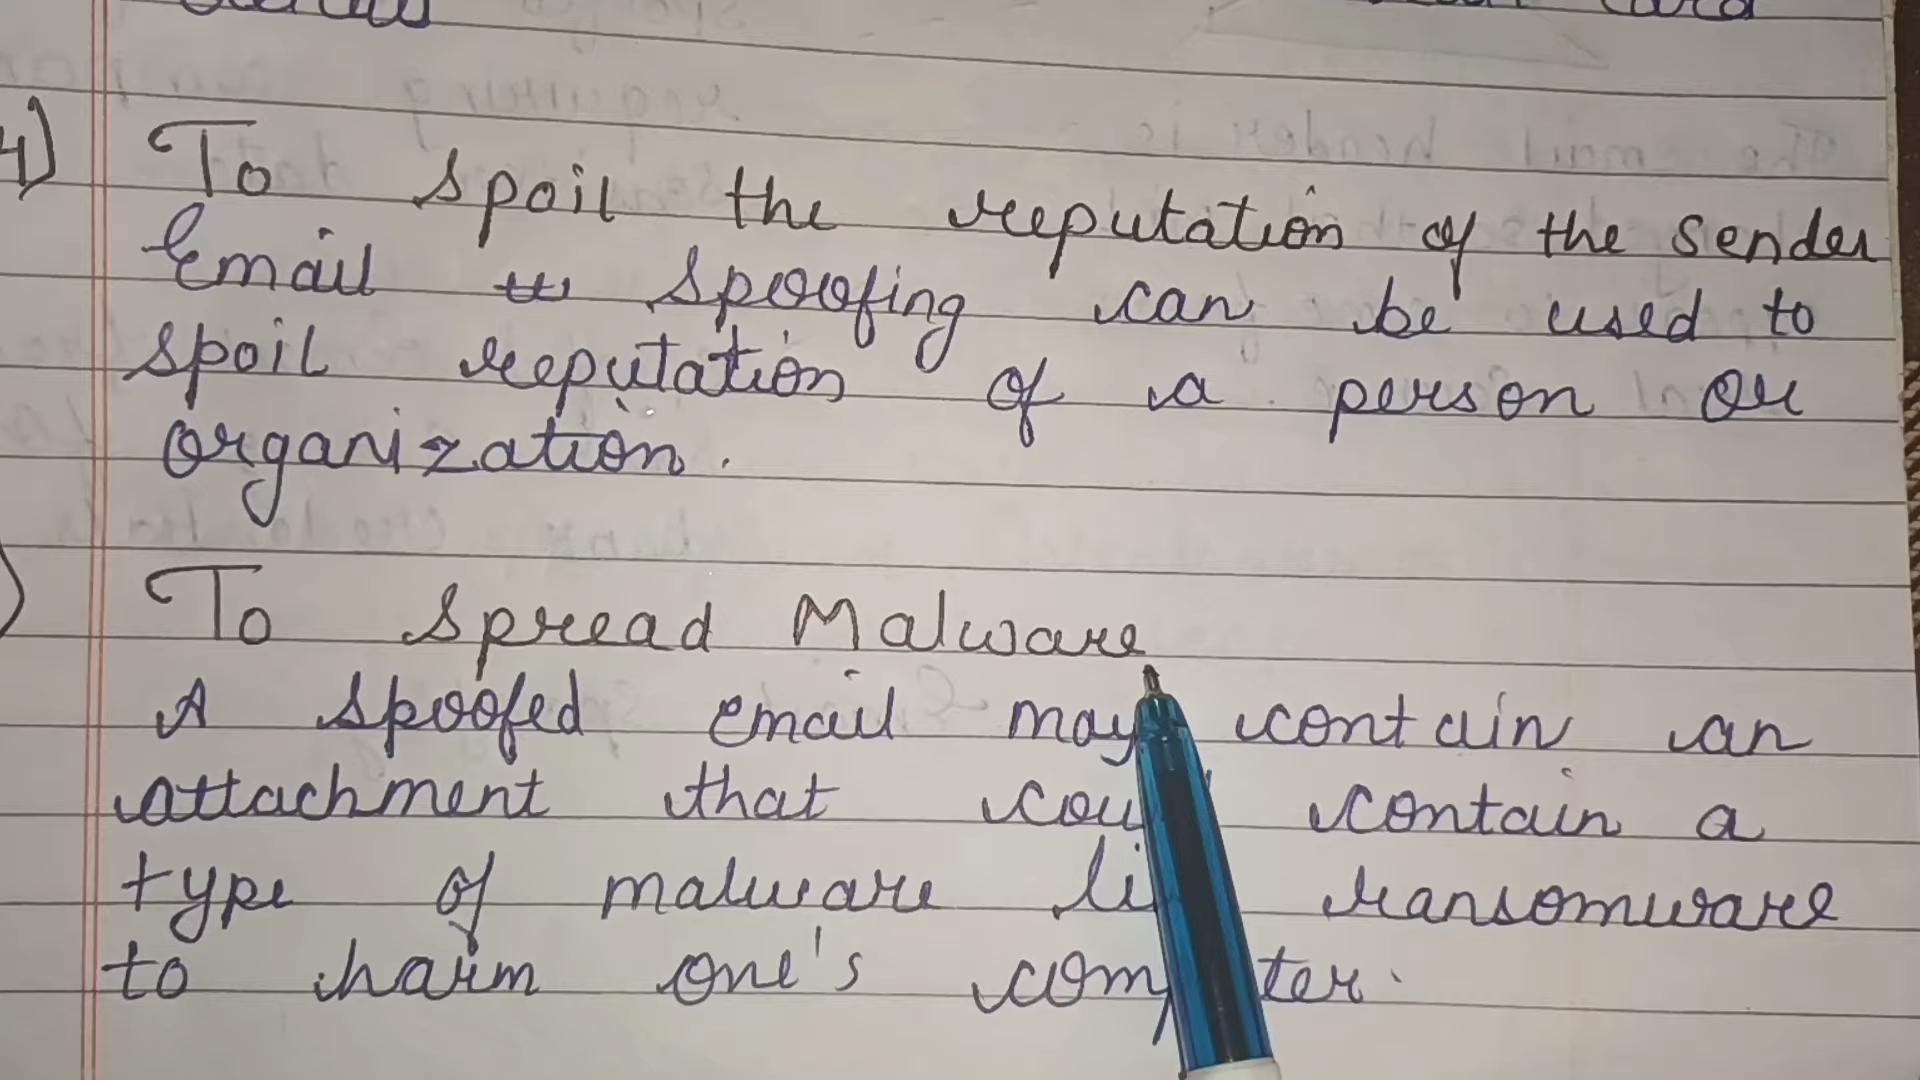 4) To spoil the reputation of the sender
Email spoofing can be used to
spoil reputation of a person or
organization.
) To Spread Malware
A spoofed email may contain an
attachment that contain a
type of malware ransomware
to harm one's